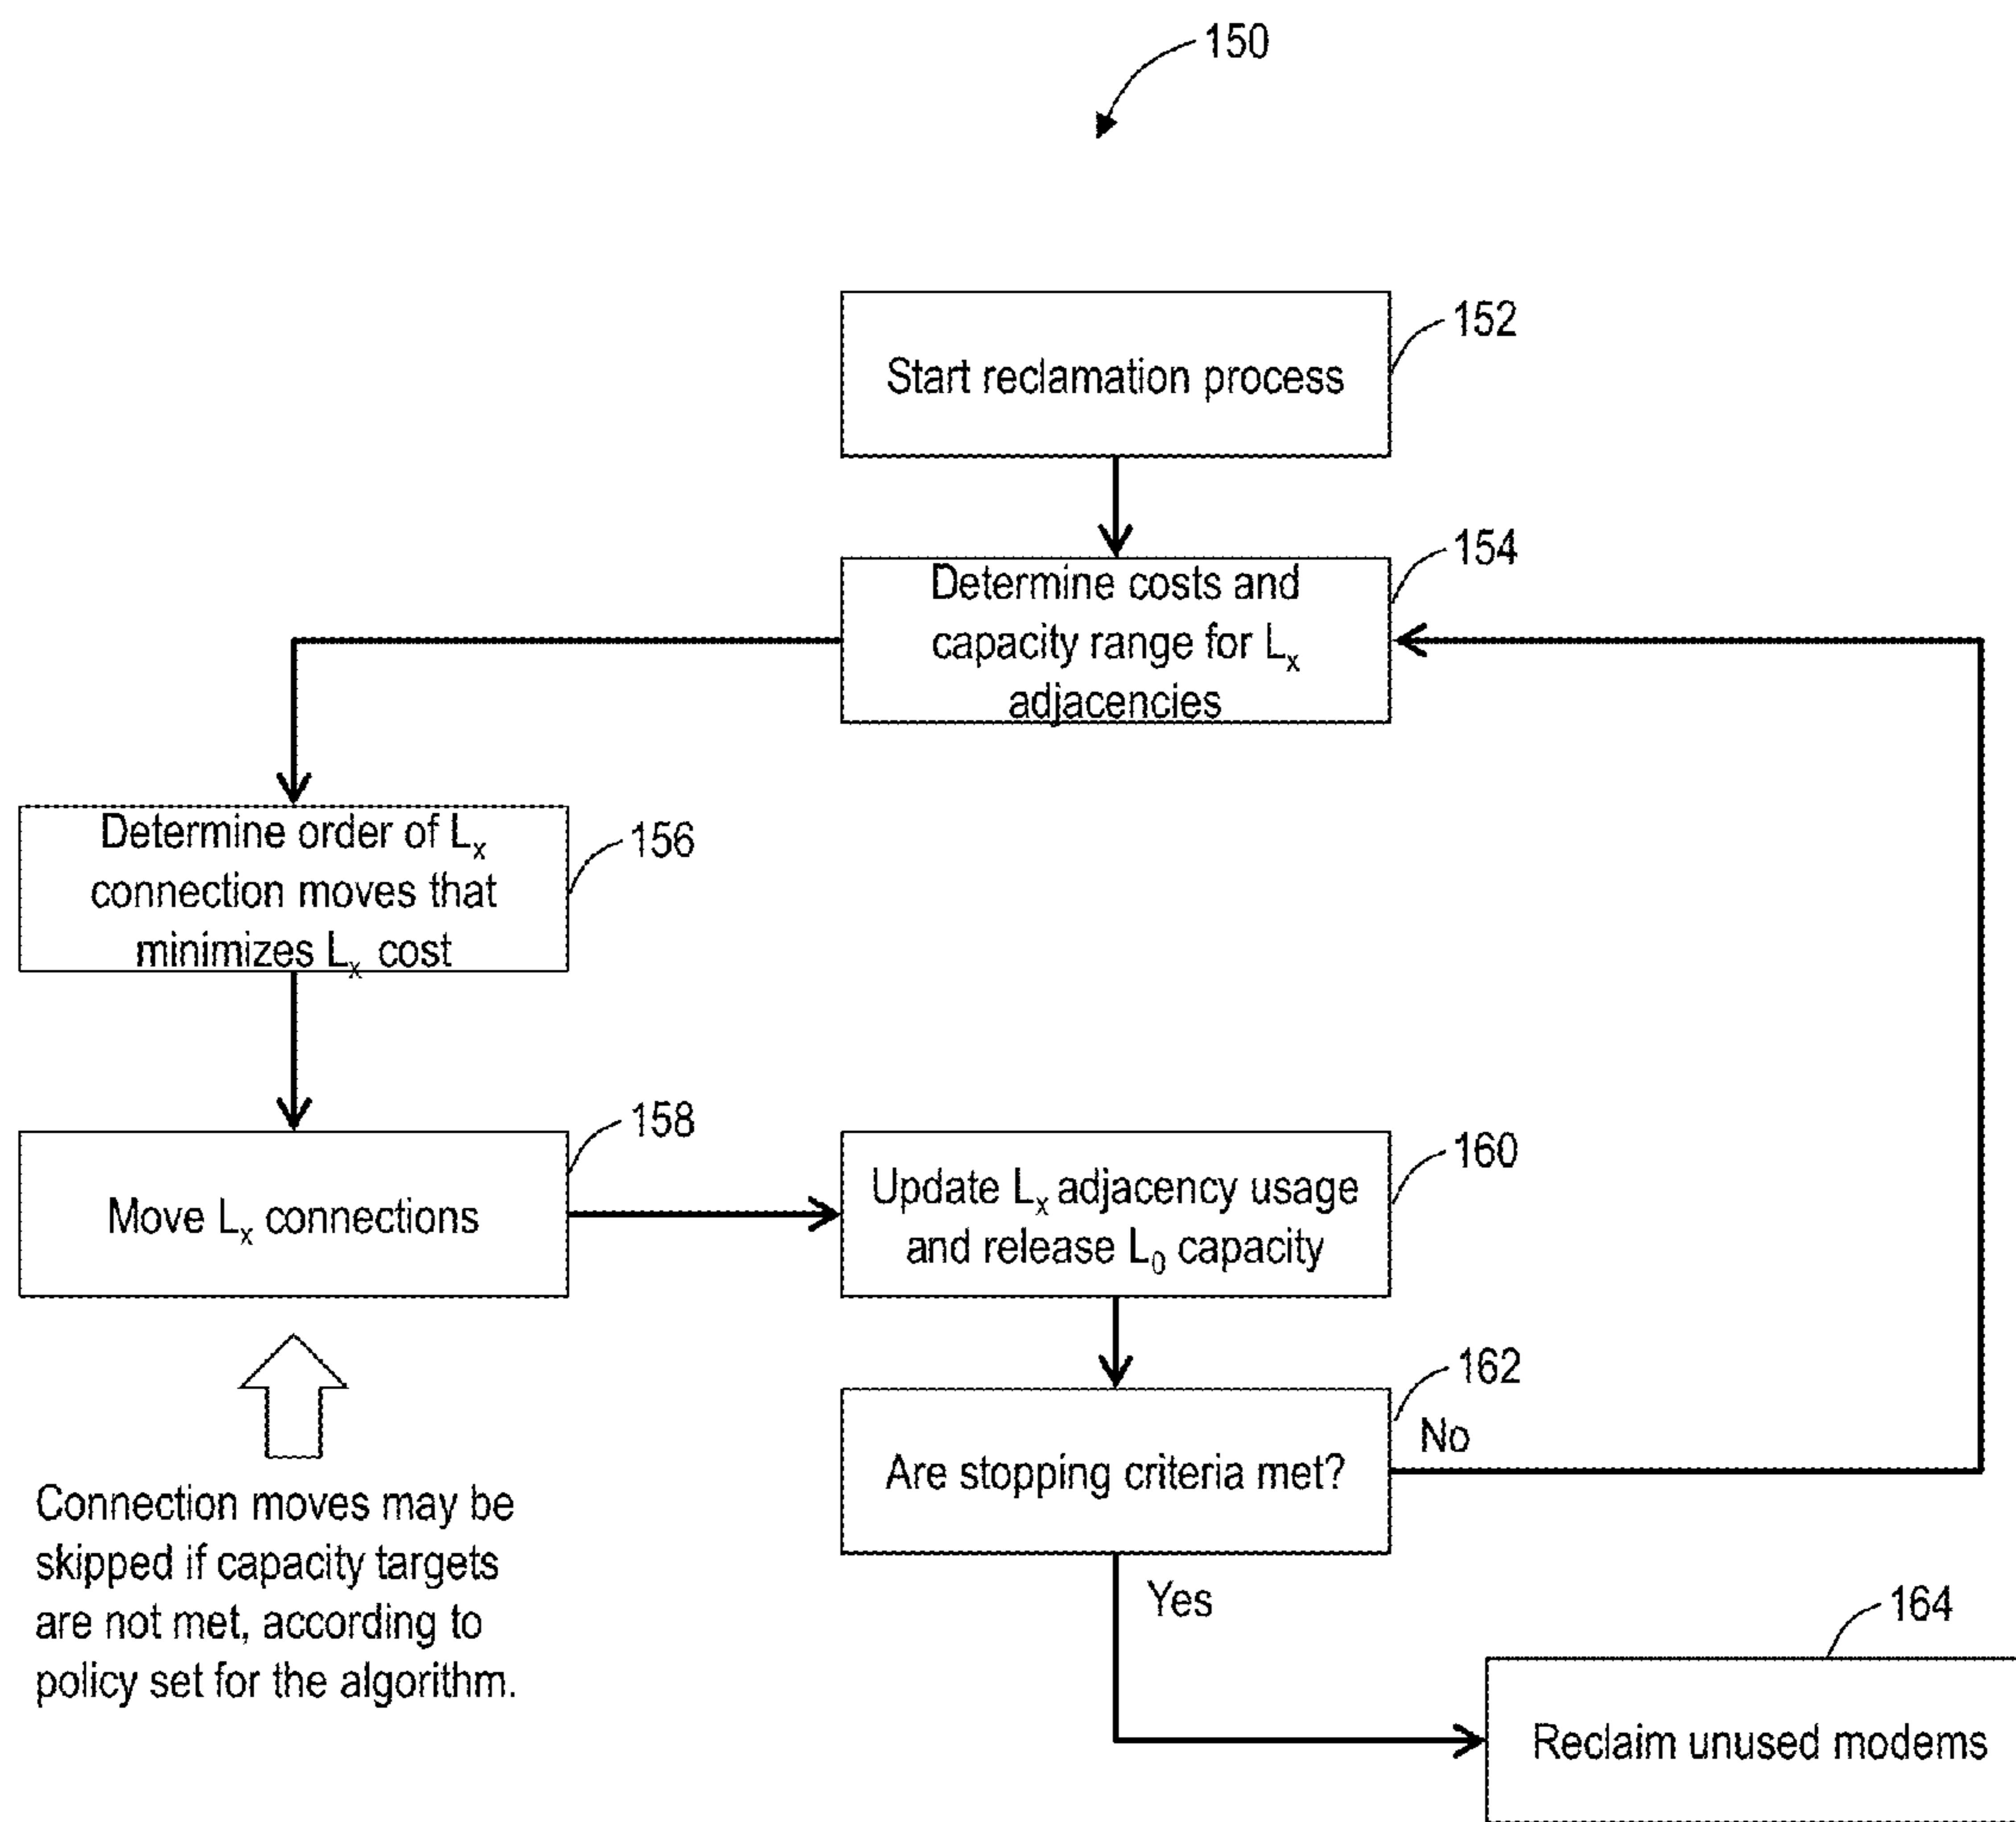 150
152
Start reclamation process
154
Determine costs and
capacity range for Lₓ
adjacencies
Determine order of Lₓ
connection moves that
minimizes Lₓ cost
156
158
Move Lₓ connections
160
Update Lₓ adjacency usage
and release L₀ capacity
162
Are stopping criteria met?
No
Yes
Connection moves may be
skipped if capacity targets
are not met, according to
policy set for the algorithm.
164
Reclaim unused modems